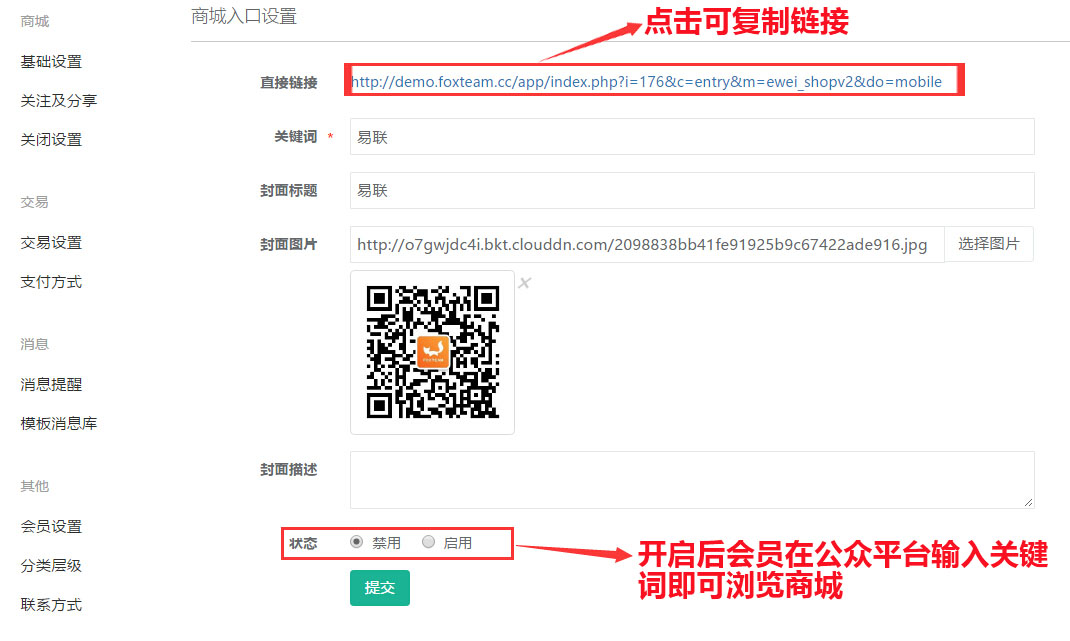 商城
基础设置
关注及分享
关闭设置
交易
交易设置
支付方式
消息
消息提醒
模板消息库
其他
会员设置
分类层级
联系方式
商城入口设置
点击可复制链接
直接链接 http://demo.foxteam.cc/app/index.php?i=176&c=entry&m=ewei_shopv2&do=mobile
关键词 * 易联
封面标题 易联
封面图片 http://o7gwjdc4i.bkt.clouddn.com/2098838bb41fe91925b9c67422ade916.jpg 选择图片
封面描述
状态 禁用 启用
开启后会员在公众平台输入关键
词即可浏览商城
提交